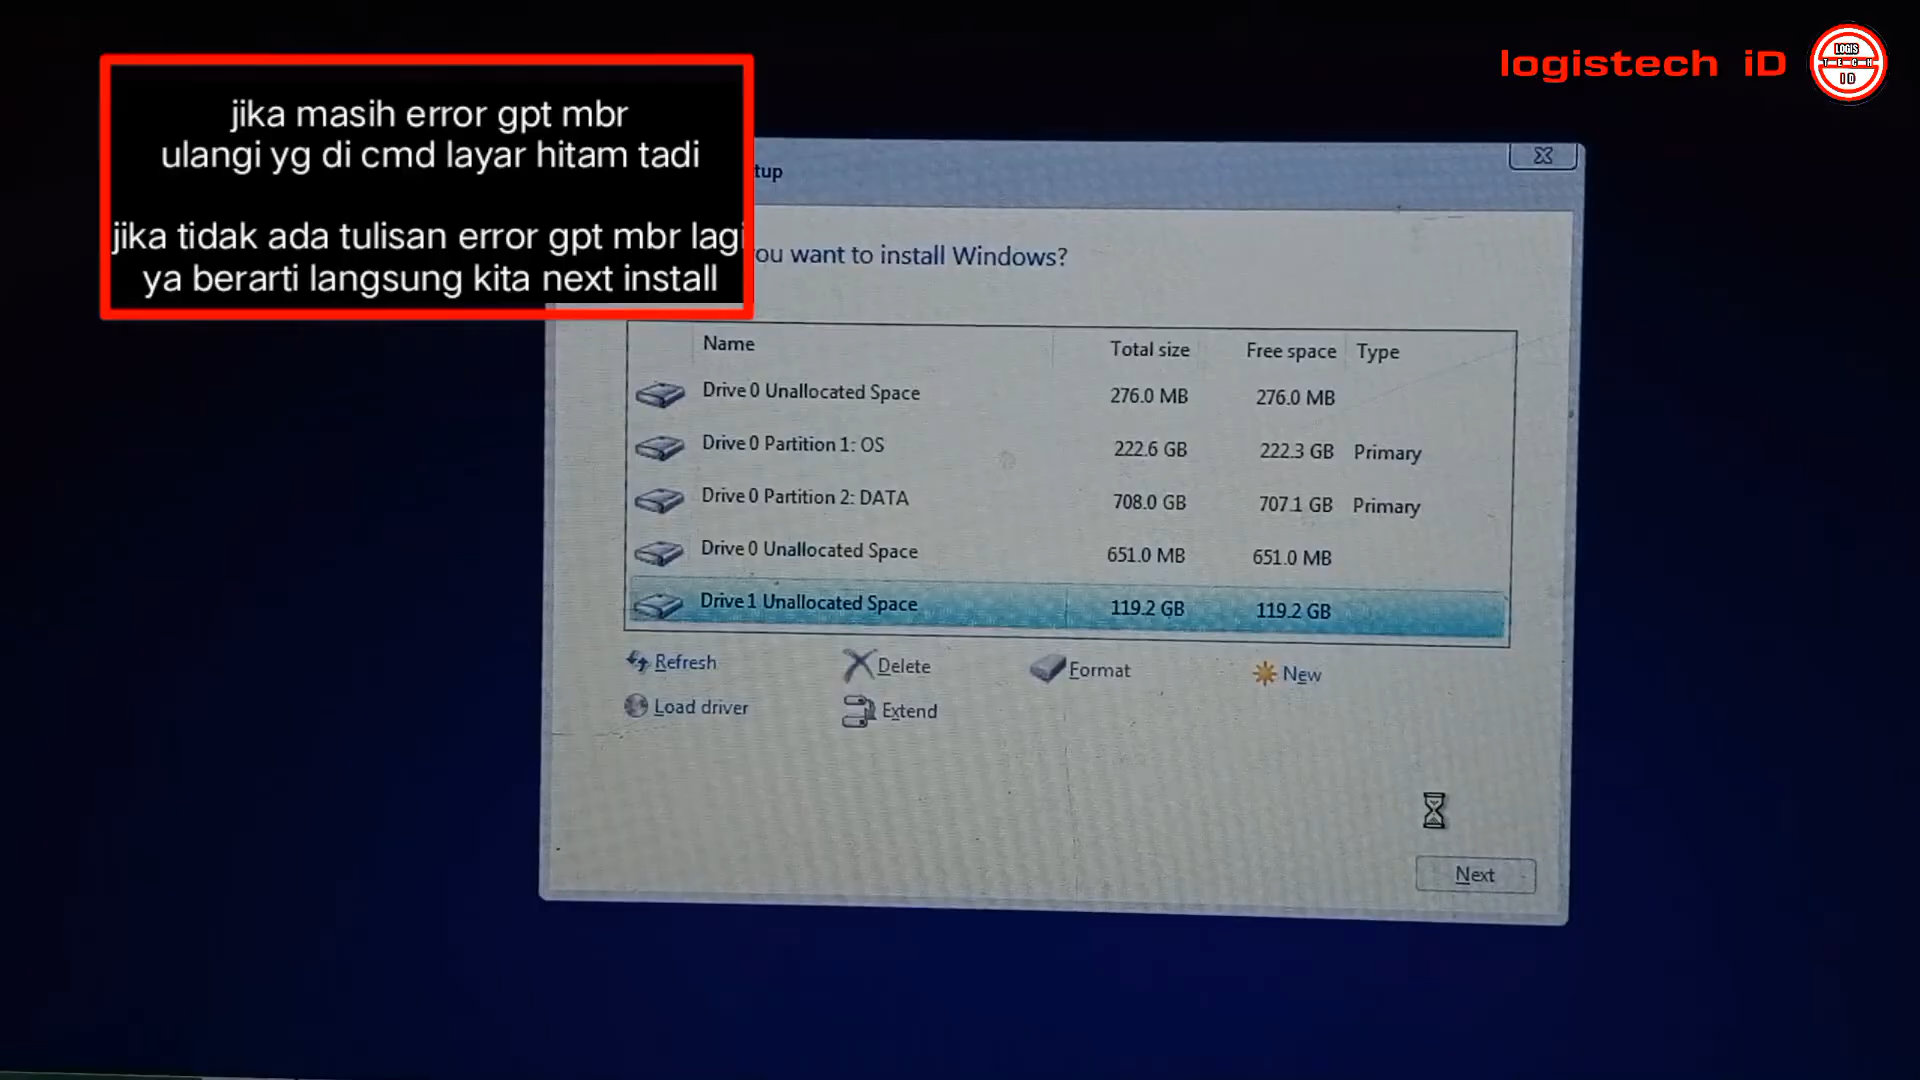 logistech iD
LOGIS
TECH
ID
jika masih error gpt mbr
ulangi yg di cmd layar hitam tadi
jika tidak ada tulisan error gpt mbr lagi
ya berarti langsung kita next install
tup
ou want to install Windows?
Name Total size Free space Type
Drive 0 Unallocated Space 276.0 MB 276.0 MB
Drive 0 Partition 1: OS 222.6 GB 222.3 GB Primary
Drive 0 Partition 2: DATA 708.0 GB 707.1 GB Primary
Drive 0 Unallocated Space 651.0 MB 651.0 MB
Drive 1 Unallocated Space 119.2 GB 119.2 GB
Refresh Delete Format New
Load driver Extend
Next